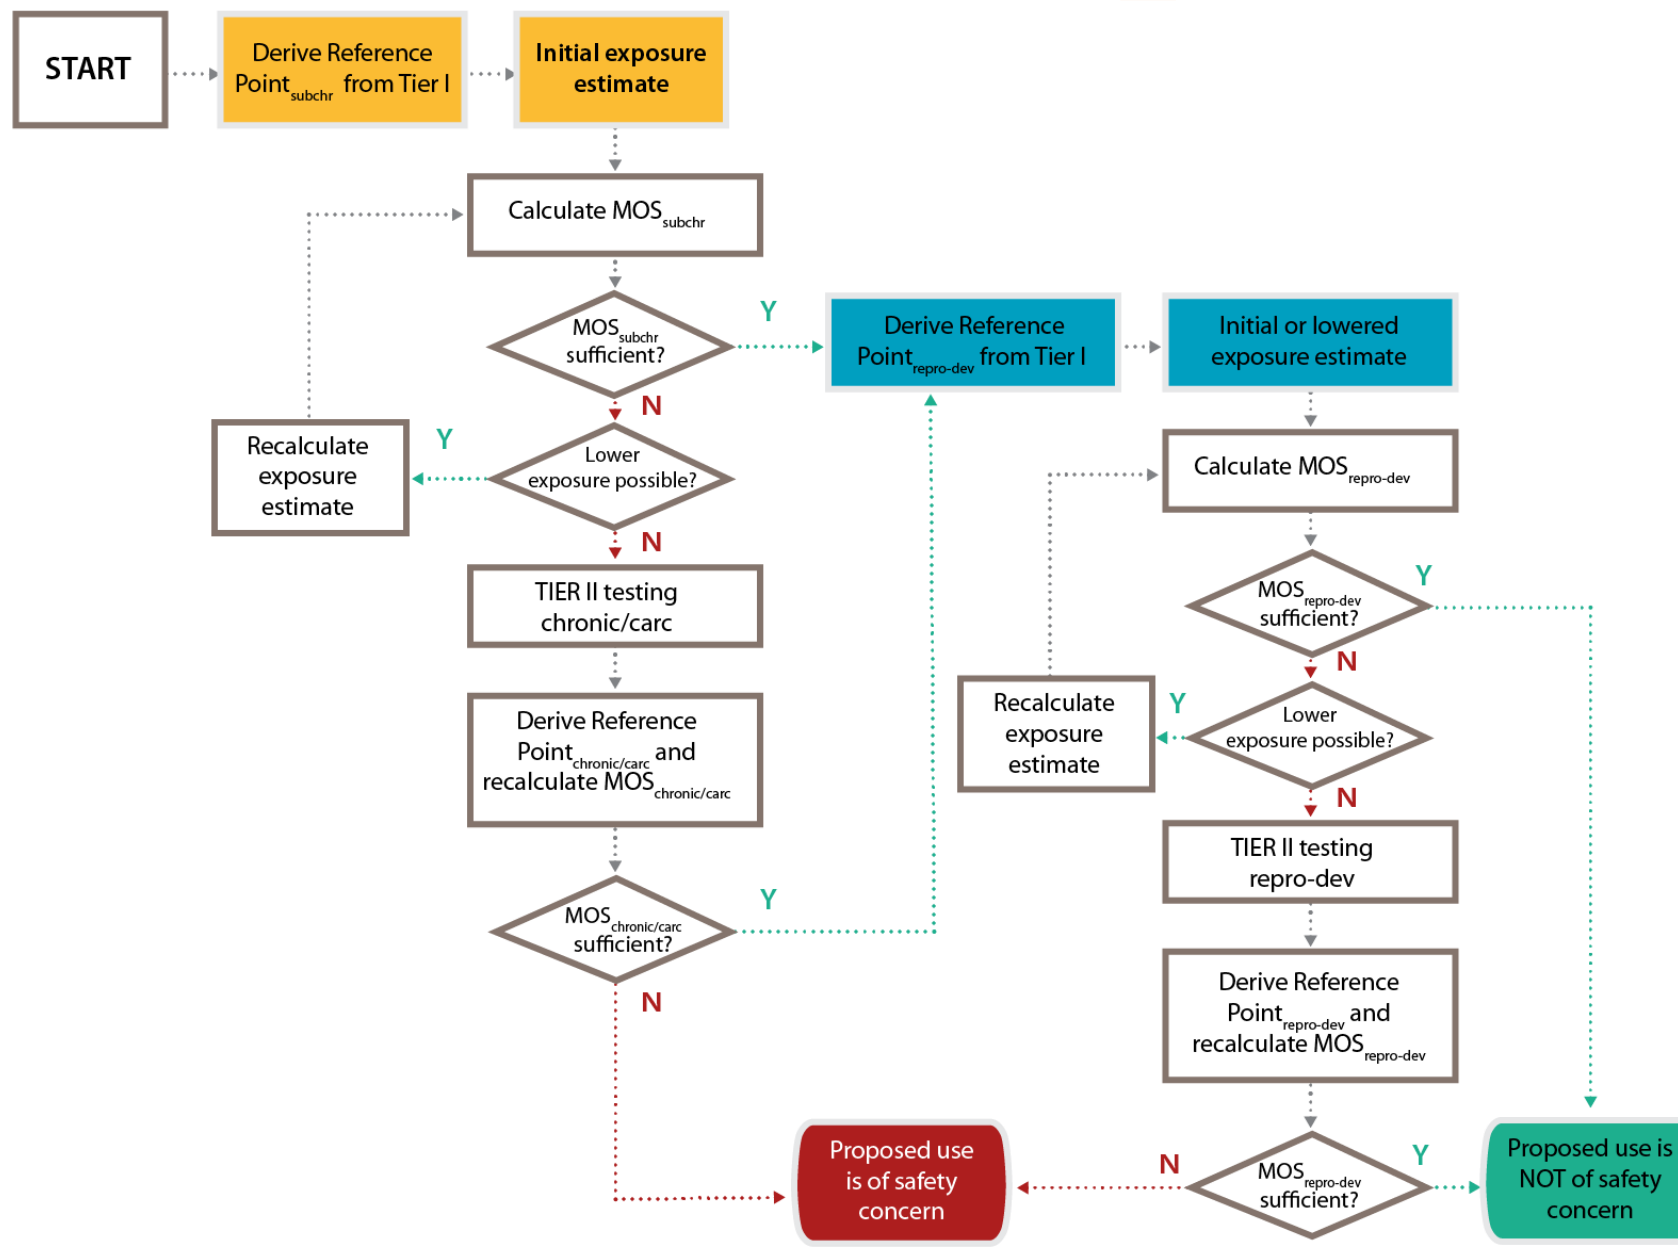 START
Derive Reference
Point subchr from Tier I
Initial exposure
estimate
Calculate MOS subchr
MOS subchr
sufficient?
Y
N
Derive Reference
Point repro-dev from Tier I
Initial or lowered
exposure estimate
Recalculate
exposure
estimate
Y
Lower
exposure possible?
N
Calculate MOS repro-dev
TIER II testing
chronic/carc
MOS repro-dev
sufficient?
Y
N
Derive Reference
Point chronic/carc and
recalculate MOS chronic/carc
Recalculate
exposure
estimate
Y
Lower
exposure possible?
N
TIER II testing
repro-dev
MOS chronic/carc
sufficient?
Y
N
Derive Reference
Point repro-dev and
recalculate MOS repro-dev
Proposed use
is of safety
concern
N
MOS repro-dev
sufficient?
Y
Proposed use is
NOT of safety
concern